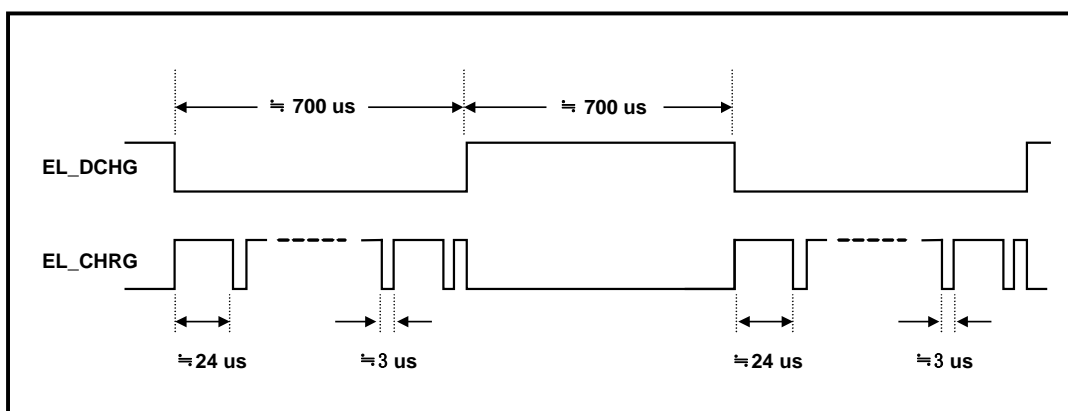 ≒ 700 us ≒ 700 us
EL_DCHG
EL_CHRG
≒24 us ≒3 us ≒24 us ≒3 us